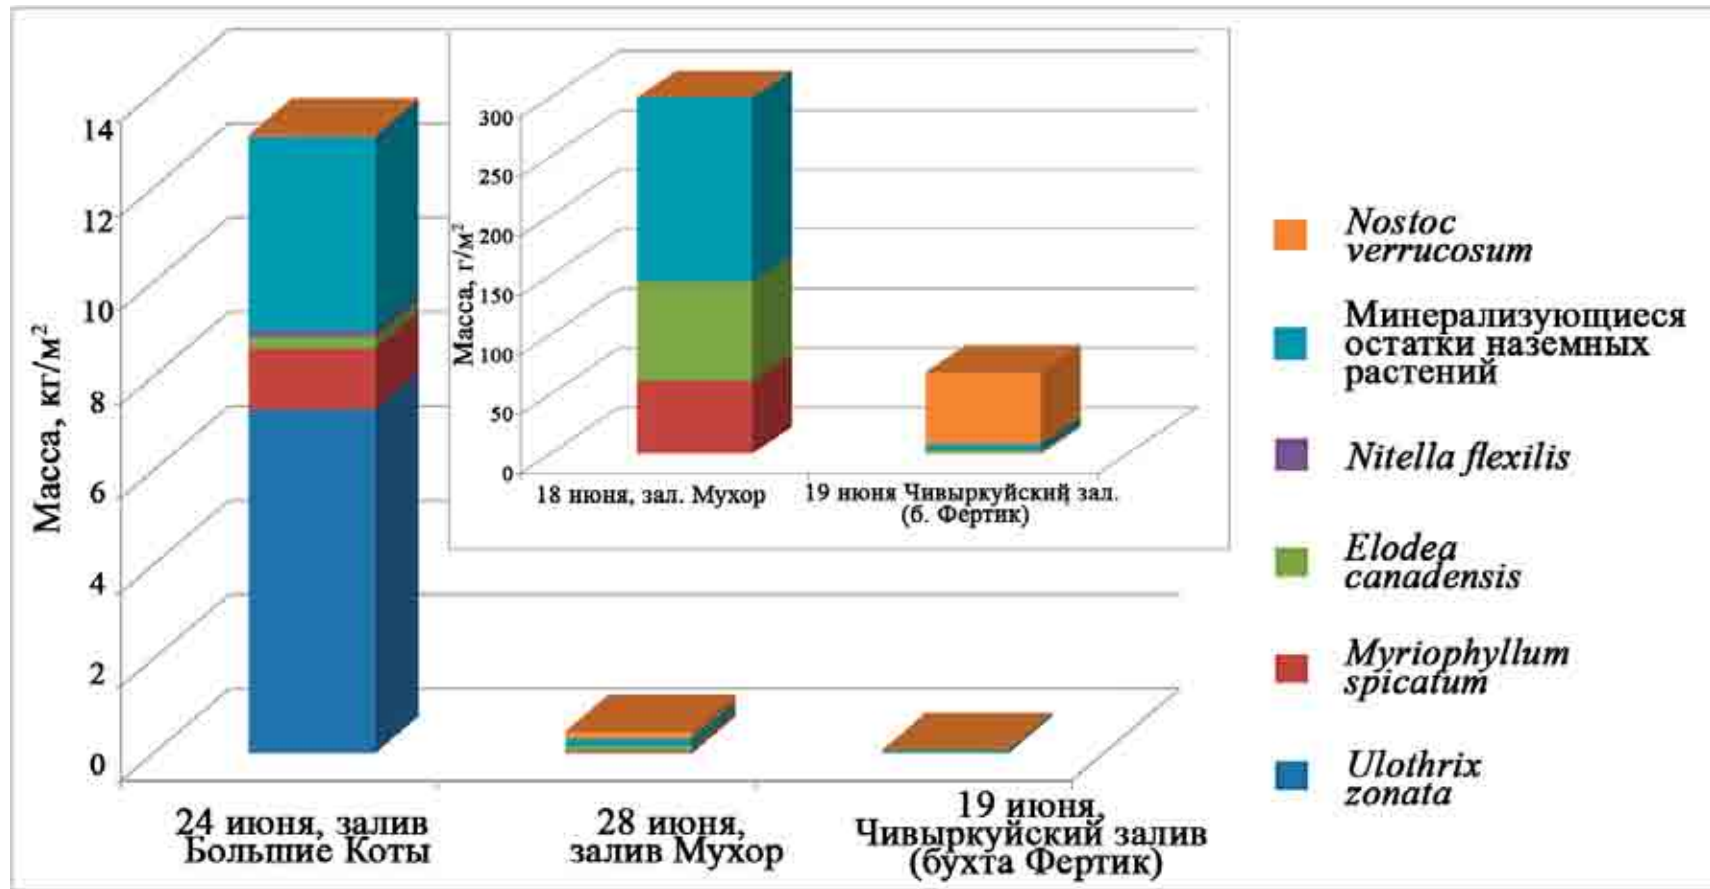 14
12
10
8
6
4
2
0
Масса, кг/м²
24 июня, залив
Большие Коты
28 июня,
залив Мухор
19 июня,
Чивыркуйский залив
(бухта Фертик)
300
250
200
150
100
50
0
Масса, г/м²
18 июня, зал. Мухор
19 июня Чивыркуйский зал.
(б. Фертик)
Nostoc
verrucosum
Минерализующиеся
остатки наземных
растений
Nitella flexilis
Elodea
canadensis
Myriophyllum
spicatum
Ulothrix
zonata